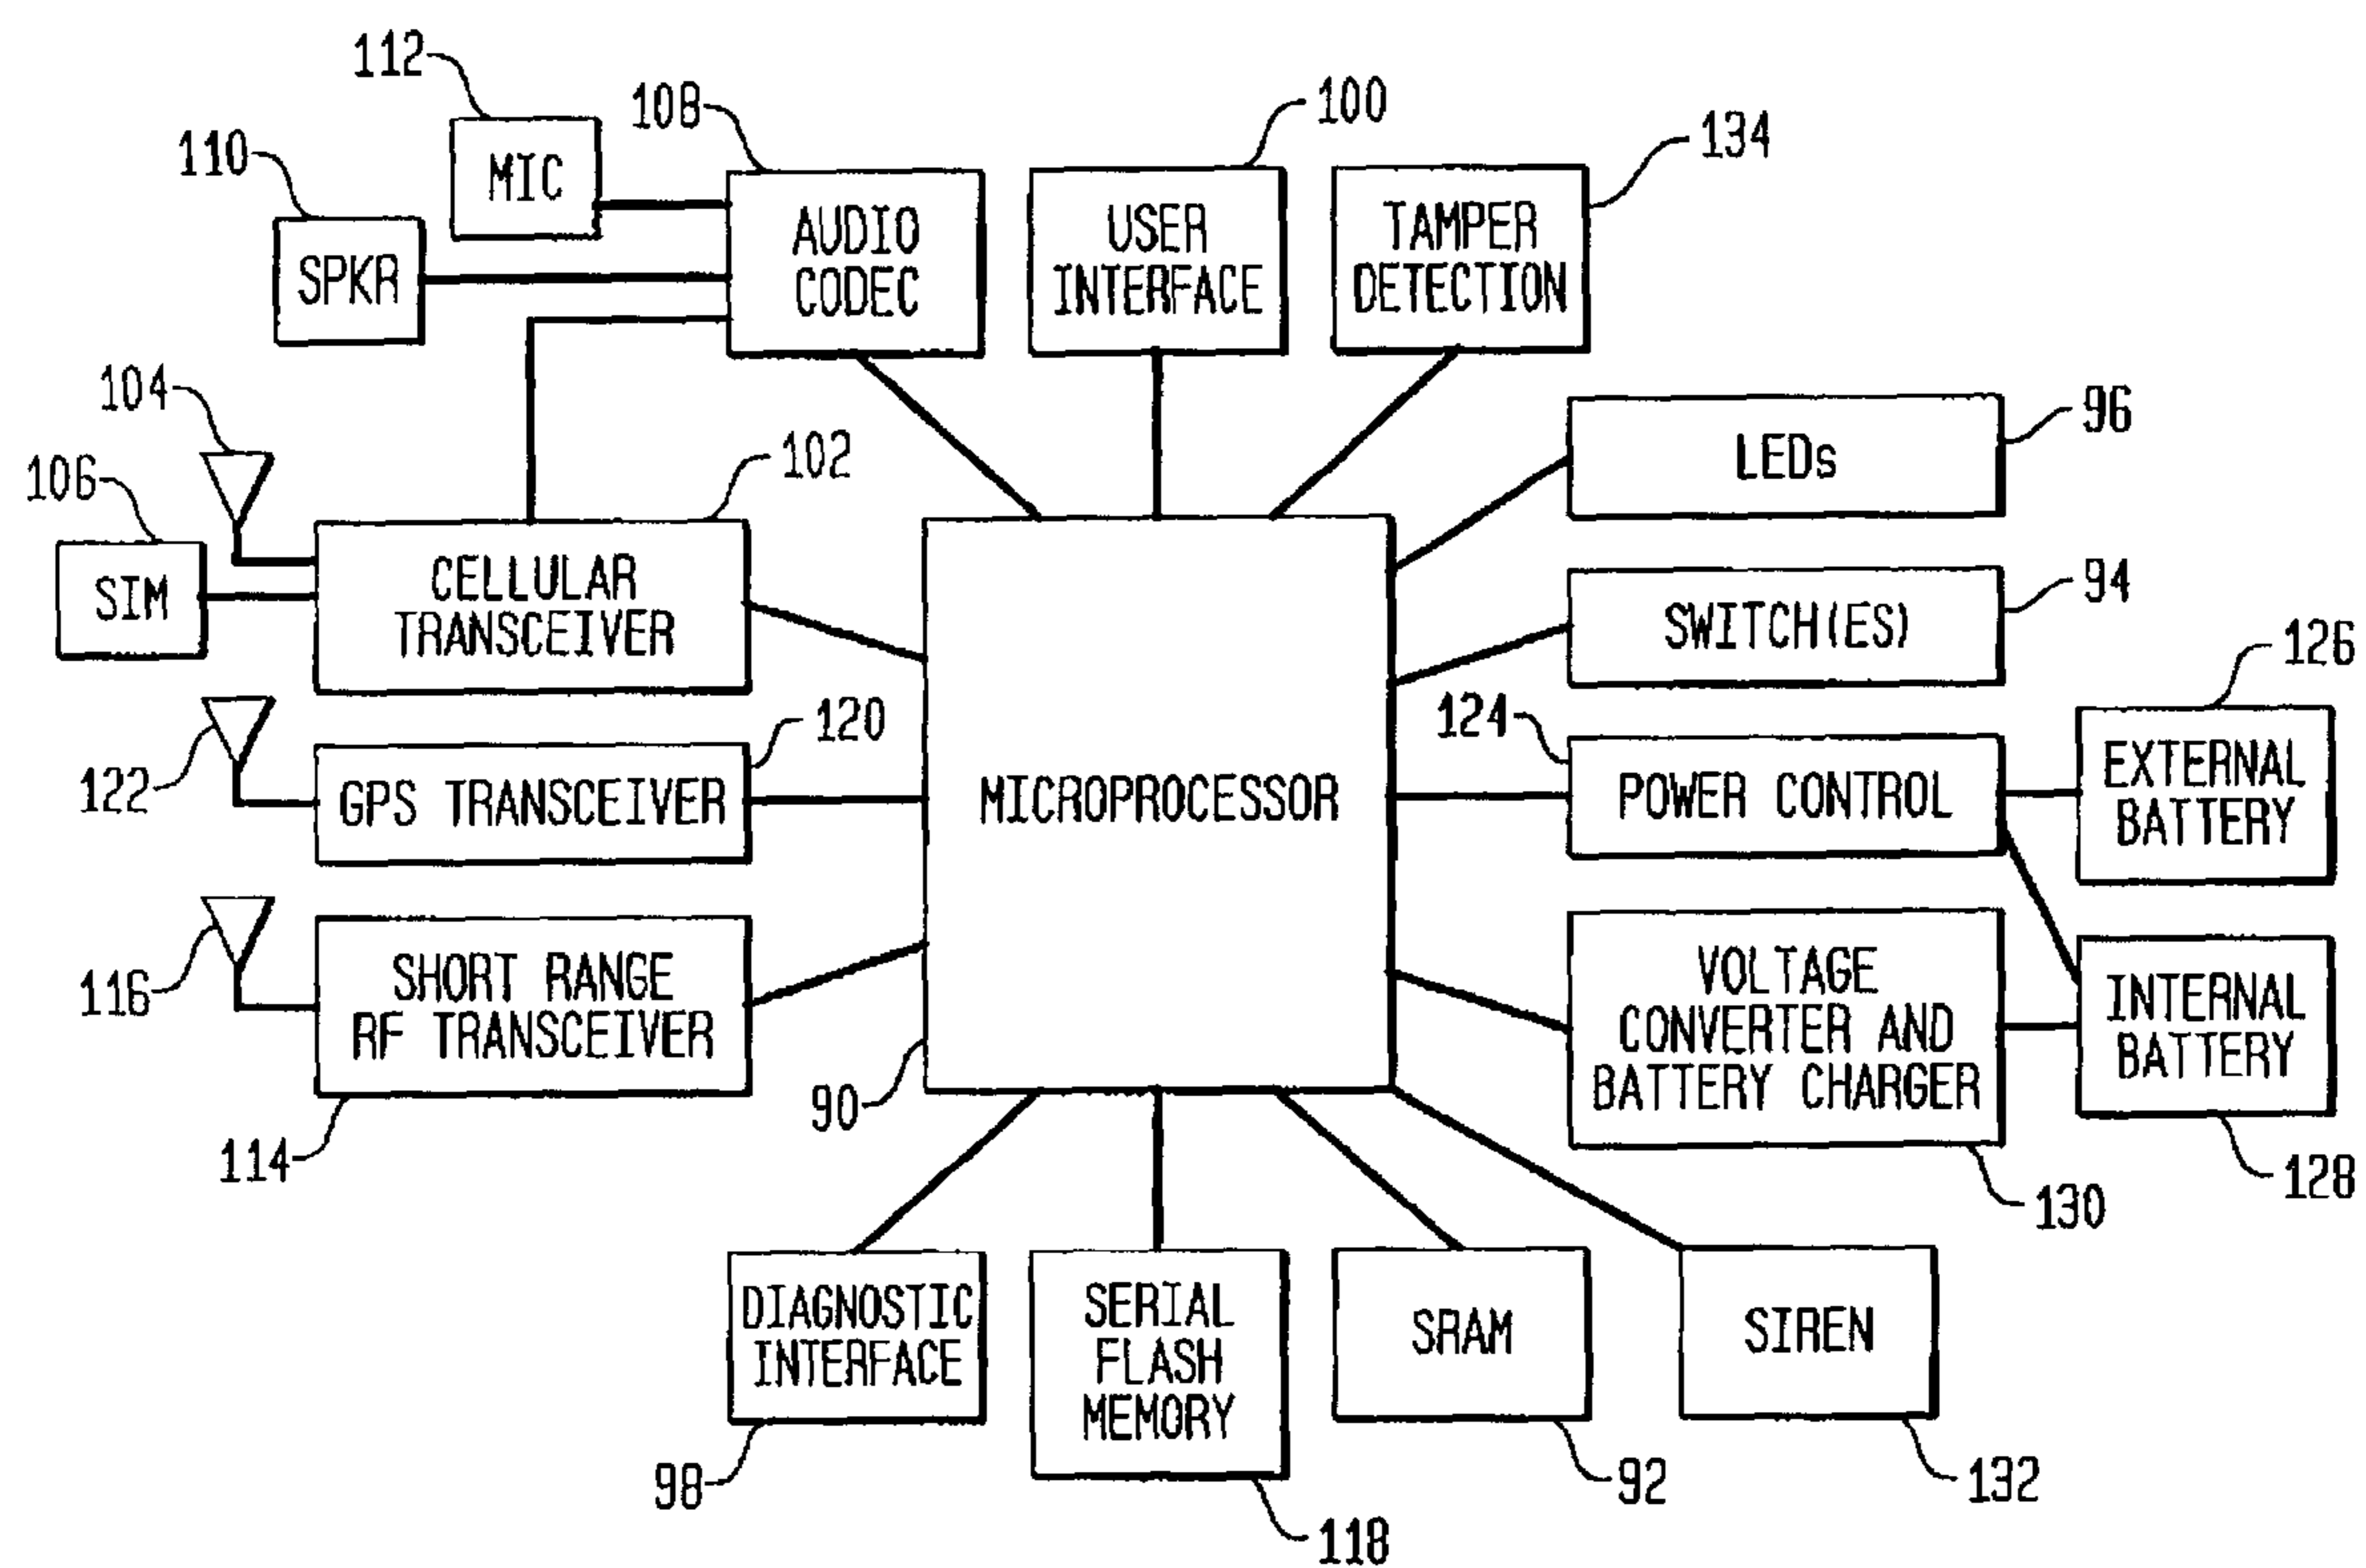 112
108
100
134
110
MIC
SPKR
AUDIO
CODEC
USER
INTERFACE
TAMPER
DETECTION
104
106
102
96
LEDs
SIM
CELLULAR
TRANSCEIVER
94
SWITCH(ES)
126
122
120
GPS TRANSCEIVER
MICROPROCESSOR
124
POWER CONTROL
EXTERNAL
BATTERY
116
SHORT RANGE
RF TRANSCEIVER
114
90
VOLTAGE
CONVERTER AND
BATTERY CHARGER
INTERNAL
BATTERY
128
130
DIAGNOSTIC
INTERFACE
SERIAL
FLASH
MEMORY
SRAM
SIREN
98
118
92
132